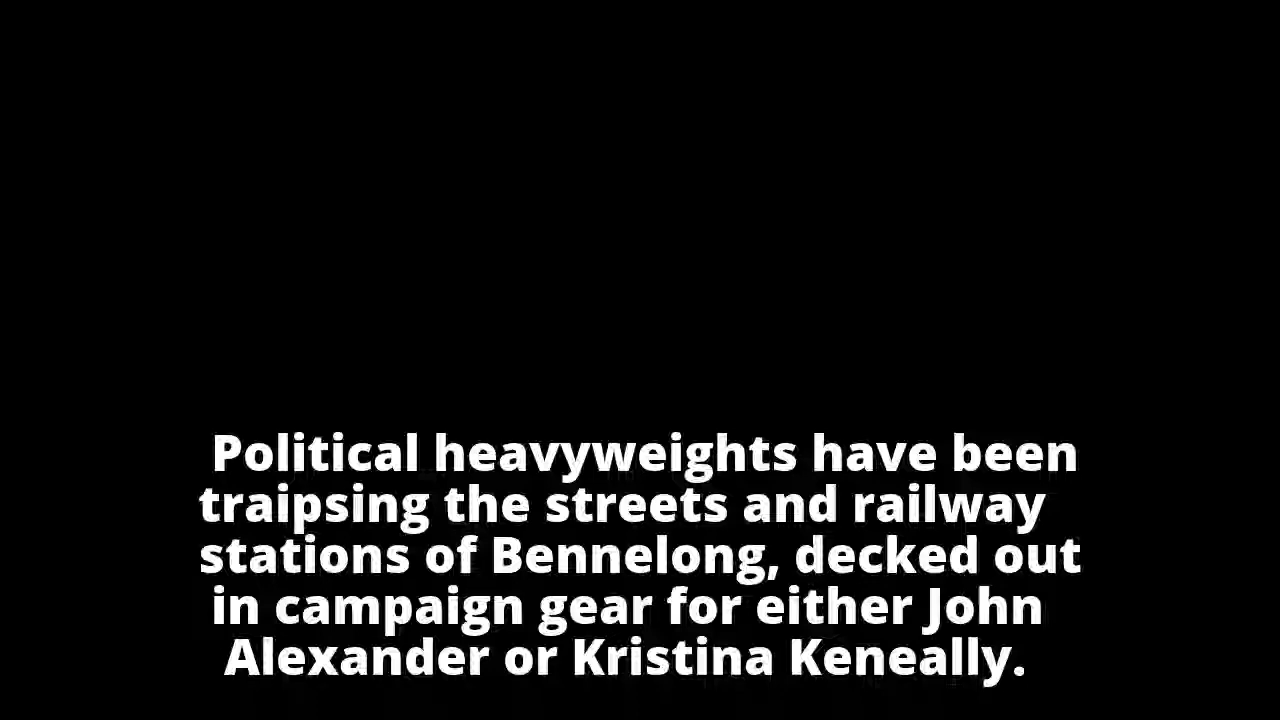 Political heavyweights have been
traipsing the streets and railway
stations of Bennelong, decked out
in campaign gear for either John
Alexander or Kristina Keneally.